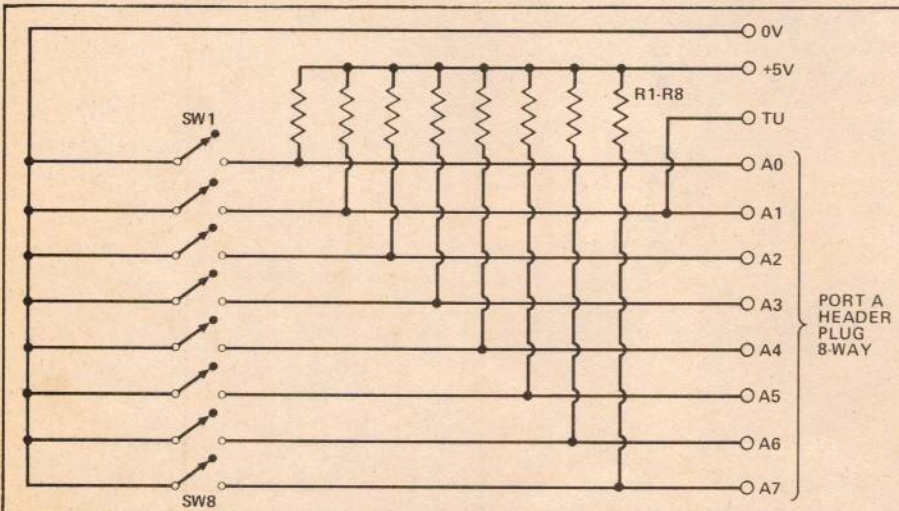 0V
+5V
R1-R8
SW1
TU
A0
A1
A2
PORT A
HEADER
PLUG
8-WAY
A3
A4
A5
A6
A7
SW8